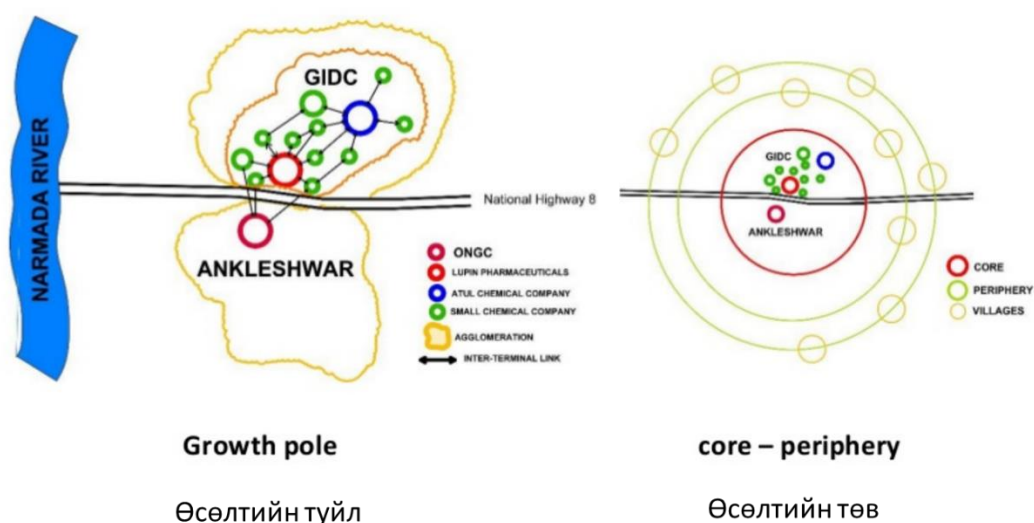 NARMADA RIVER
GIDC
National Highway 8
ANKLESHWAR
ONGC
LUPIN PHARMACEUTICALS
ATUL CHEMICAL COMPANY
SMALL CHEMICAL COMPANY
AGGLOMERATION
INTER-TERMINAL LINK
Growth pole
Өсөлтийн туйл
GIDC
ANKLESHWAR
CORE
PERIPHERY
VILLAGES
core – periphery
Өсөлтийн төв